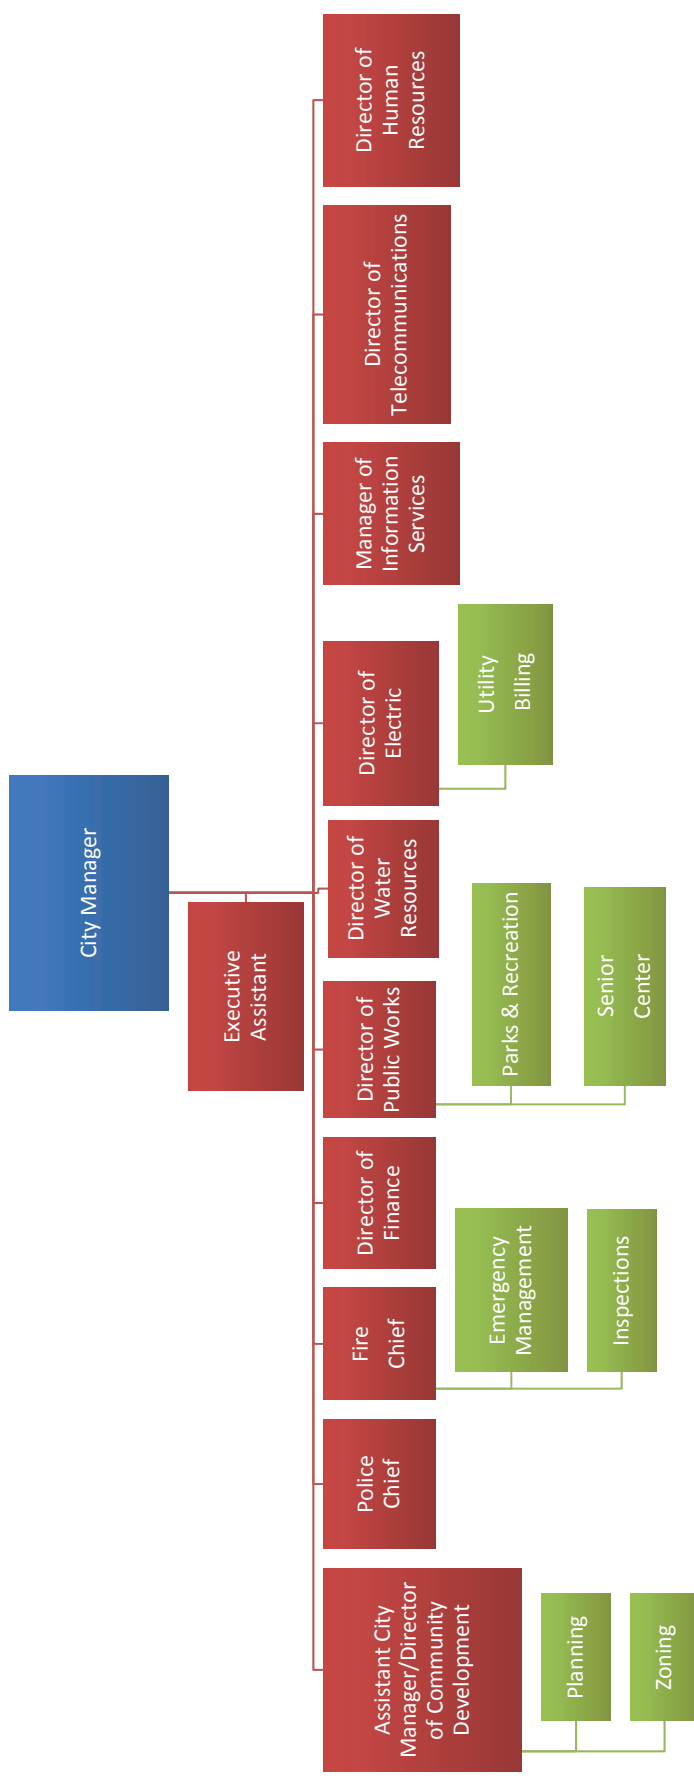 City Manager
Executive
Assistant
Assistant City
Manager/Director
of Community
Development
Planning
Zoning
Police
Chief
Fire
Chief
Emergency
Management
Inspections
Director of
Finance
Director of
Public Works
Parks & Recreation
Senior
Center
Director of
Water
Resources
Director of
Electric
Utility
Billing
Manager of
Information
Services
Director of
Telecommunications
Director of
Human
Resources